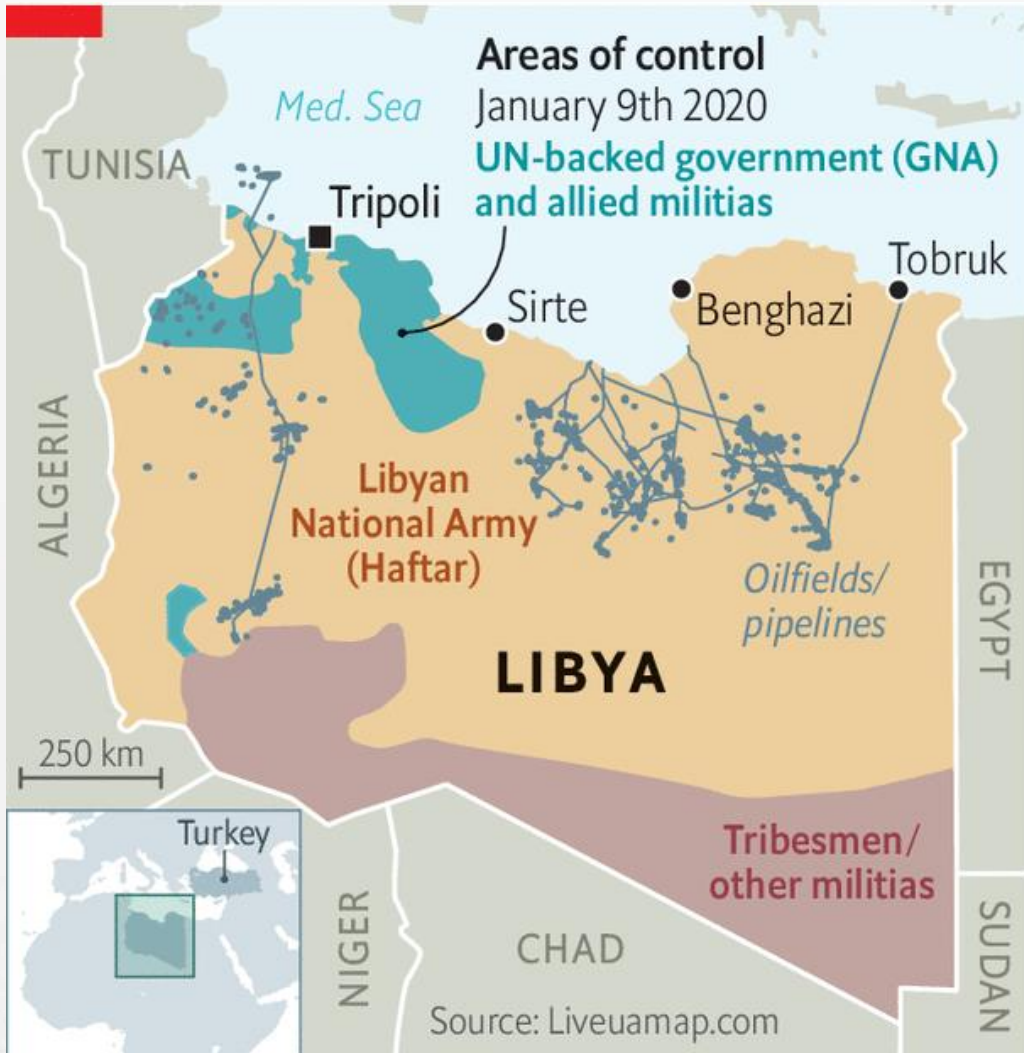 Areas of control
January 9th 2020
UN-backed government (GNA)
and allied militias
Med. Sea
TUNISIA
Tripoli
Sirte
Benghazi
Tobruk
ALGERIA
Libyan
National Army
(Haftar)
Oilfields/
pipelines
EGYPT
LIBYA
250 km
Turkey
Tribesmen/
other militias
NIGER
CHAD
SUDAN
Source: Liveuamap.com